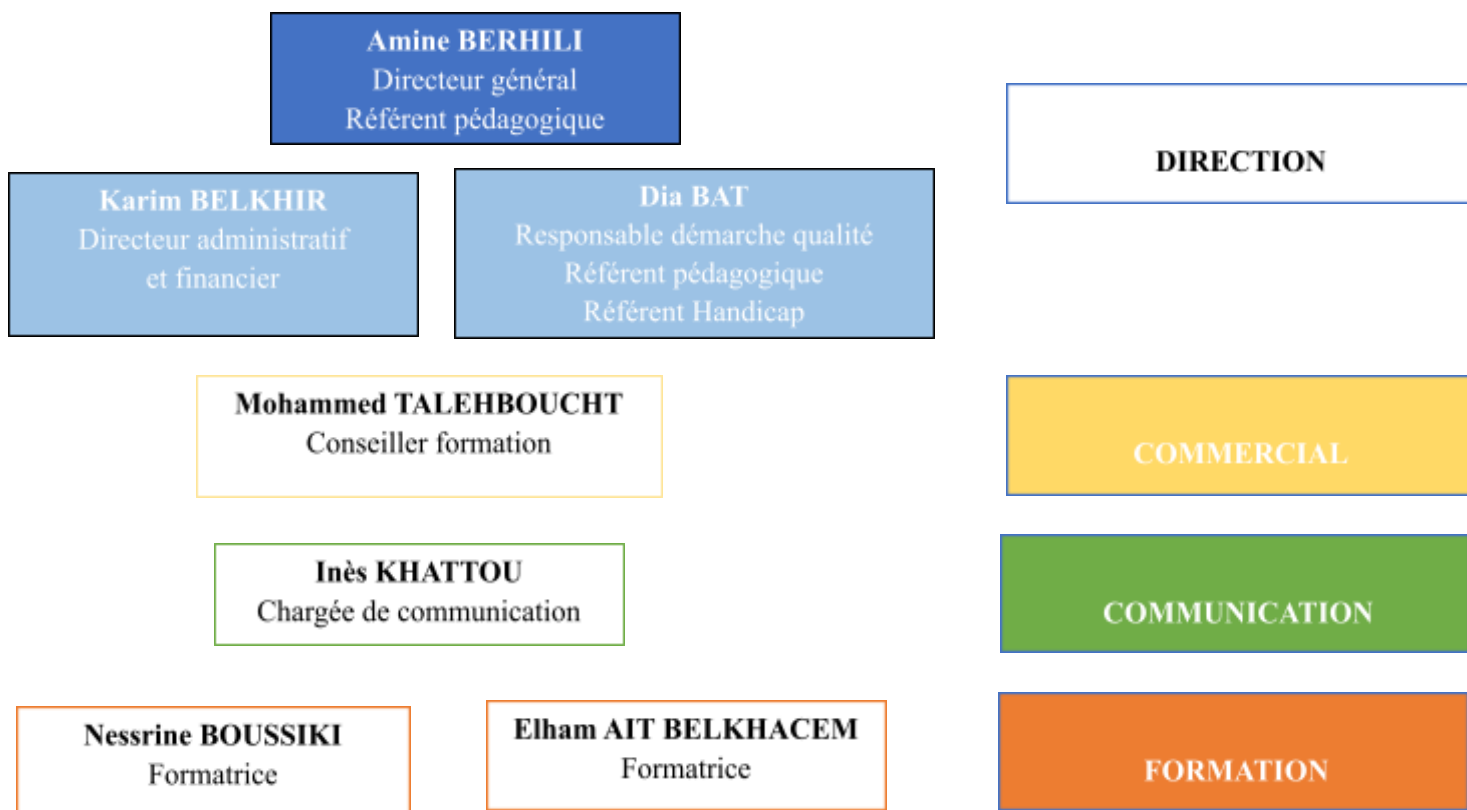 Amine BERHILI
Directeur général
Référent pédagogique
DIRECTION
Karim BELKHIR
Directeur administratif
et financier
Dia BAT
Responsable démarche qualité
Référent pédagogique
Référent Handicap
Mohammed TALEHBOUCHT
Conseiller formation
COMMERCIAL
Inès KHATTOU
Chargée de communication
COMMUNICATION
Nessrine BOUSSIKI
Formatrice
Elham AIT BELKHACEM
Formatrice
FORMATION